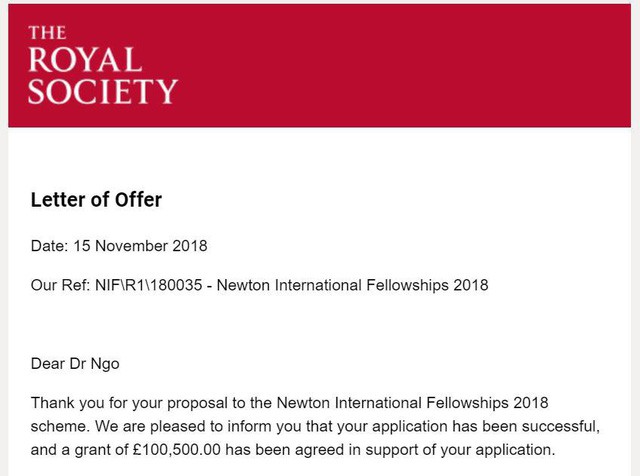 THE
ROYAL
SOCIETY
Letter of Offer
Date: 15 November 2018
Our Ref: NIF\R1\180035 - Newton International Fellowships 2018
Dear Dr Ngo
Thank you for your proposal to the Newton International Fellowships 2018
scheme. We are pleased to inform you that your application has been successful,
and a grant of £100,500.00 has been agreed in support of your application.